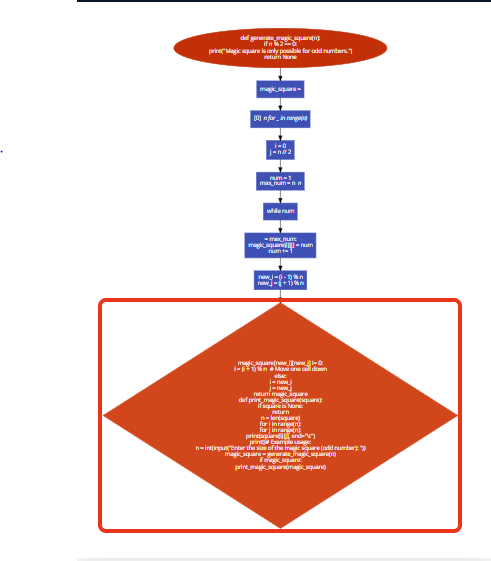 def generate_magic_square(n):
if n % 2 == 0:
print("Magic square is only possible for odd numbers.")
return None
magic_square =
[0] n for _ in range(n)
i = 0
j = n // 2
num = 1
max_num = n n
while num
= max_num:
magic_square[i][j] = num
num += 1
new_i = (i - 1) % n
new_j = (j + 1) % n
magic_square[new_i][new_j] != 0:
i = (i + 1) % n # Move one cell down
else:
i = new_i
j = new_j
return magic_square
def print_magic_square(square):
if square is None:
return
n = len(square)
for i in range(n):
for j in range(n):
print(square[i][j], end="\t")
print()# Example usage:
n = int(input("Enter the size of the magic square (odd number): "))
magic_square = generate_magic_square(n)
if magic_square:
print_magic_square(magic_square)